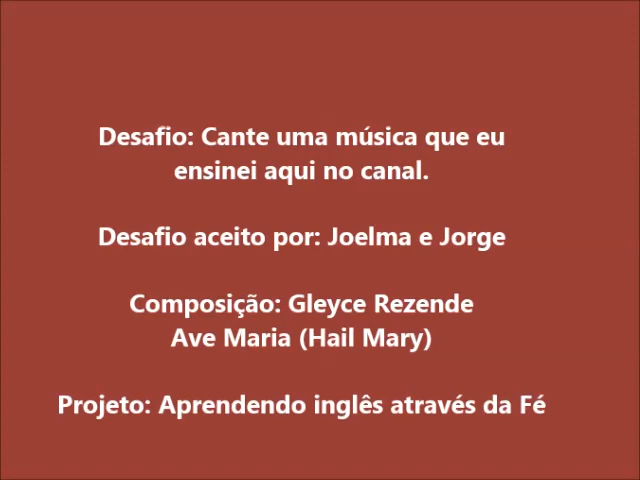 Desafio: Cante uma música que eu
ensinei aqui no canal.
Desafio aceito por: Joelma e Jorge
Composição: Gleyce Rezende
Ave Maria (Hail Mary)
Projeto: Aprendendo inglês através da Fé